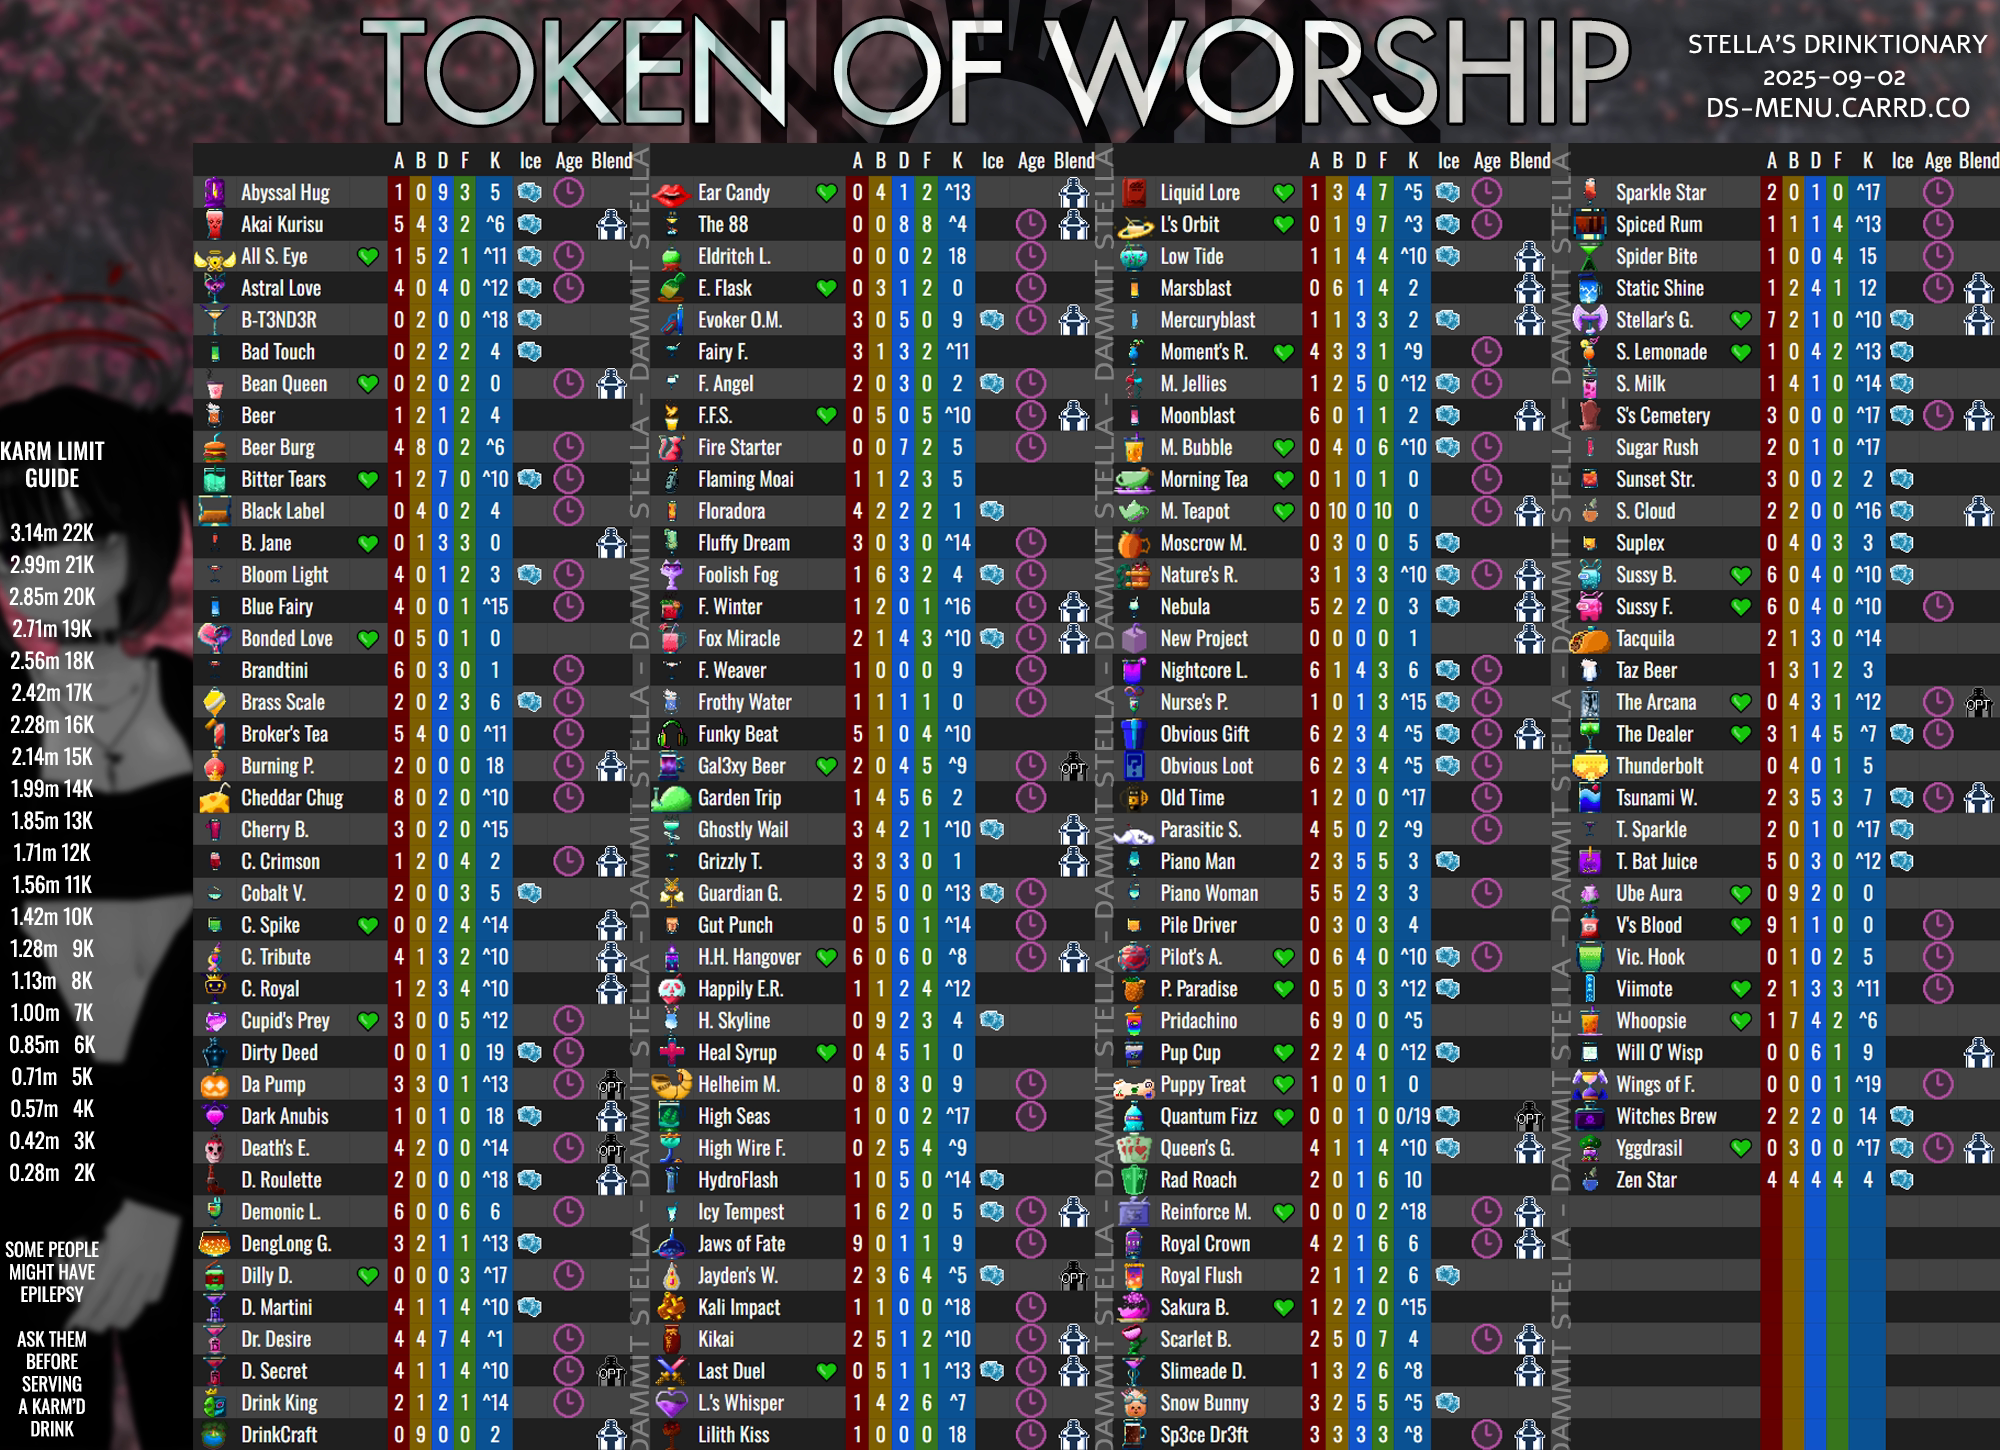 TOKEN OF WORSHIP
STELLA'S DRINKTIONARY
2025-09-02
DS-MENU.CARRD.CO
KARM LIMIT
GUIDE
3.14m 22K
2.99m 21K
2.85m 20K
2.71m 19K
2.56m 18K
2.42m 17K
2.28m 16K
2.14m 15K
1.99m 14K
1.85m 13K
1.71m 12K
1.56m 11K
1.42m 10K
1.28m 9K
1.13m 8K
1.00m 7K
0.85m 6K
0.71m 5K
0.57m 4K
0.42m 3K
0.28m 2K
SOME PEOPLE
MIGHT HAVE
EPILEPSY
ASK THEM
BEFORE
SERVING
A KARM'D
DRINK
A B D F K Ice Age Blend
Abyssal Hug 1 0 9 3 5
Akai Kurisu 5 4 3 2 ^6
All S. Eye 1 5 2 1 ^11
Astral Love 4 0 4 0 ^12
B-T3ND3R 0 2 0 0 ^18
Bad Touch 0 2 2 2 4
Bean Queen 0 2 0 2 0
Beer 1 2 1 2 4
Beer Burg 4 8 0 2 ^6
Bitter Tears 1 2 7 0 ^10
Black Label 0 4 0 2 4
B. Jane 0 1 3 3 0
Bloom Light 4 0 1 2 3
Blue Fairy 4 0 0 1 ^15
Bonded Love 0 5 0 1 0
Brandtini 6 0 3 0 1
Brass Scale 2 0 2 3 6
Broker's Tea 5 4 0 0 ^11
Burning P. 2 0 0 0 18
Cheddar Chug 8 0 2 0 ^10
Cherry B. 3 0 2 0 ^15
C. Crimson 1 2 0 4 2
Cobalt V. 2 0 0 3 5
C. Spike 0 0 2 4 ^14
C. Tribute 4 1 3 2 ^10
C. Royal 1 2 3 4 ^10
Cupid's Prey 3 0 0 5 ^12
Dirty Deed 0 0 1 0 19
Da Pump 3 3 0 1 ^13 OPT
Dark Anubis 1 0 1 0 18
Death's E. 4 2 0 0 ^14 OPT
D. Roulette 2 0 0 0 ^18
Demonic L. 6 0 0 6 6
DengLong G. 3 2 1 1 ^13
Dilly D. 0 0 0 3 ^17
D. Martini 4 1 1 4 ^10
Dr. Desire 4 4 7 4 ^1
D. Secret 4 1 1 4 ^10 OPT
Drink King 2 1 2 1 ^14
DrinkCraft 0 9 0 0 2
DAMMIT STELLA - DAMMIT STELLA - DAMMIT STELLA - DAMMIT STELLA
A B D F K Ice Age Blend
Ear Candy 0 4 1 2 ^13
The 88 0 0 8 8 ^4
Eldritch L. 0 0 0 2 18
E. Flask 0 3 1 2 0
Evoker O.M. 3 0 5 0 9
Fairy F. 3 1 3 2 ^11
F. Angel 2 0 3 0 2
F.F.S. 0 5 0 5 ^10
Fire Starter 0 0 7 2 5
Flaming Moai 1 1 2 3 5
Floradora 4 2 2 2 1
Fluffy Dream 3 0 3 0 ^14
Foolish Fog 1 6 3 2 4
F. Winter 1 2 0 1 ^16
Fox Miracle 2 1 4 3 ^10
F. Weaver 1 0 0 0 9
Frothy Water 1 1 1 1 0
Funky Beat 5 1 0 4 ^10
Gal3xy Beer 2 0 4 5 ^9 OPT
Garden Trip 1 4 5 6 2
Ghostly Wail 3 4 2 1 ^10
Grizzly T. 3 3 3 0 1
Guardian G. 2 5 0 0 ^13
Gut Punch 0 5 0 1 ^14
H.H. Hangover 6 0 6 0 ^8
Happily E.R. 1 1 2 4 ^12
H. Skyline 0 9 2 3 4
Heal Syrup 0 4 5 1 0
Helheim M. 0 8 3 0 9
High Seas 1 0 0 2 ^17
High Wire F. 0 2 5 4 ^9
HydroFlash 1 0 5 0 ^14
Icy Tempest 1 6 2 0 5
Jaws of Fate 9 0 1 1 9
Jayden's W. 2 3 6 4 ^5 OPT
Kali Impact 1 1 0 0 ^18
Kikai 2 5 1 2 ^10
Last Duel 0 5 1 1 ^13
L.'s Whisper 1 4 2 6 ^7
Lilith Kiss 1 0 0 0 18
DAMMIT STELLA - DAMMIT STELLA - DAMMIT STELLA - DAMMIT STELLA
A B D F K Ice Age Blend
Liquid Lore 1 3 4 7 ^5
L's Orbit 0 1 9 7 ^3
Low Tide 1 1 4 4 ^10
Marsblast 0 6 1 4 2
Mercuryblast 1 1 3 3 2
Moment's R. 4 3 3 1 ^9
M. Jellies 1 2 5 0 ^12
Moonblast 6 0 1 1 2
M. Bubble 0 4 0 6 ^10
Morning Tea 0 1 0 1 0
M. Teapot 0 10 0 10 0
Moscrow M. 0 3 0 0 5
Nature's R. 3 1 3 3 ^10
Nebula 5 2 2 0 3
New Project 0 0 0 0 1
Nightcore L. 6 1 4 3 6
Nurse's P. 1 0 1 3 ^15
Obvious Gift 6 2 3 4 ^5
Obvious Loot 6 2 3 4 ^5
Old Time 1 2 0 0 ^17
Parasitic S. 4 5 0 2 ^9
Piano Man 2 3 5 5 3
Piano Woman 5 5 2 3 3
Pile Driver 0 3 0 3 4
Pilot's A. 0 6 4 0 ^10
P. Paradise 0 5 0 3 ^12
Pridachino 6 9 0 0 ^5
Pup Cup 2 2 4 0 ^12
Puppy Treat 1 0 0 1 0
Quantum Fizz 0 0 1 0 0/19 OPT
Queen's G. 4 1 1 4 ^10
Rad Roach 2 0 1 6 10
Reinforce M. 0 0 0 2 ^18
Royal Crown 4 2 1 6 6
Royal Flush 2 1 1 2 6
Sakura B. 1 2 2 0 ^15
Scarlet B. 2 5 0 7 4
Slimeade D. 1 3 2 6 ^8
Snow Bunny 3 2 5 5 ^5
Sp3ce Dr3ft 3 3 3 3 ^8
DAMMIT STELLA - DAMMIT STELLA - DAMMIT STELLA - DAMMIT STELLA
A B D F K Ice Age Blend
Sparkle Star 2 0 1 0 ^17
Spiced Rum 1 1 1 4 ^13
Spider Bite 1 0 0 4 15
Static Shine 1 2 4 1 12
Stellar's G. 7 2 1 0 ^10
S. Lemonade 1 0 4 2 ^13
S. Milk 1 4 1 0 ^14
S's Cemetery 3 0 0 0 ^17
Sugar Rush 2 0 1 0 ^17
Sunset Str. 3 0 0 2 2
S. Cloud 2 2 0 0 ^16
Suplex 0 4 0 3 3
Sussy B. 6 0 4 0 ^10
Sussy F. 6 0 4 0 ^10
Tacquila 2 1 3 0 ^14
Taz Beer 1 3 1 2 3
The Arcana 0 4 3 1 ^12 OPT
The Dealer 3 1 4 5 ^7
Thunderbolt 0 4 0 1 5
Tsunami W. 2 3 5 3 7
T. Sparkle 2 0 1 0 ^17
T. Bat Juice 5 0 3 0 ^12
Ube Aura 0 9 2 0 0
V's Blood 9 1 1 0 0
Vic. Hook 0 1 0 2 5
Viimote 2 1 3 3 ^11
Whoopsie 1 7 4 2 ^6
Will O' Wisp 0 0 6 1 9
Wings of F. 0 0 0 1 ^19
Witches Brew 2 2 2 0 14
Yggdrasil 0 3 0 0 ^17
Zen Star 4 4 4 4 4